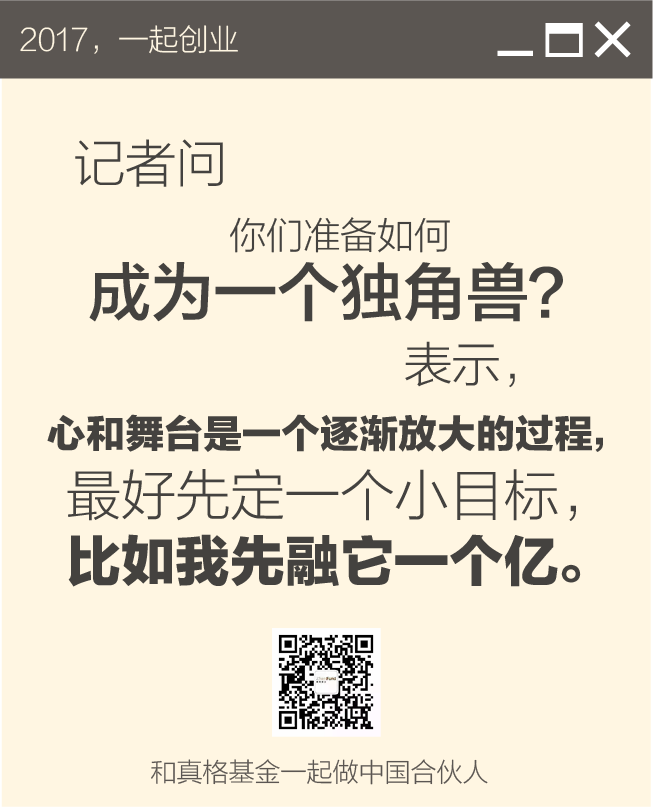 2017，一起创业
记者问
你们准备如何
成为一个独角兽？
表示，
心和舞台是一个逐渐放大的过程，
最好先定一个小目标，
比如我先融它一个亿。
和真格基金一起做中国合伙人